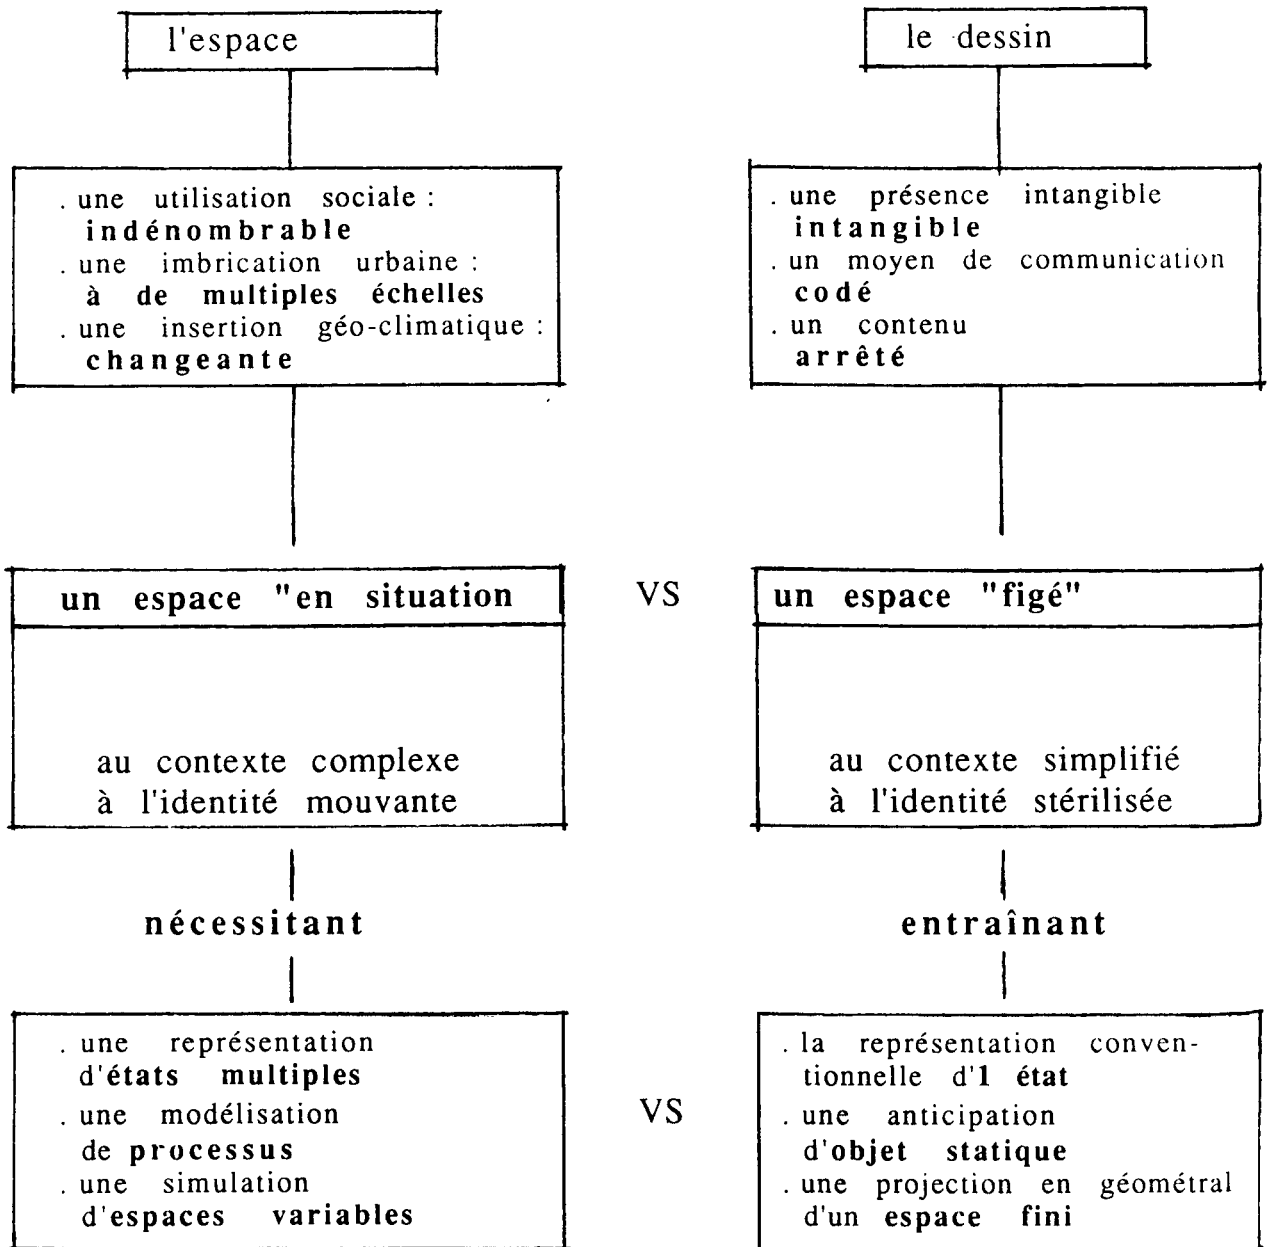 l'espace
le dessin
. une utilisation sociale :
indénombrable
. une imbrication urbaine :
à de multiples échelles
. une insertion géo-climatique :
changeante
. une présence intangible
intangible
. un moyen de communication
codé
. un contenu
arrêté
un espace "en situation
VS
un espace "figé"
au contexte complexe
à l'identité mouvante
au contexte simplifié
à l'identité stérilisée
nécessitant
entraînant
. une représentation
d'états multiples
. une modélisation
de processus
. une simulation
d'espaces variables
VS
. la représentation conven-
tionnelle d'1 état
. une anticipation
d'objet statique
. une projection en géométral
d'un espace fini